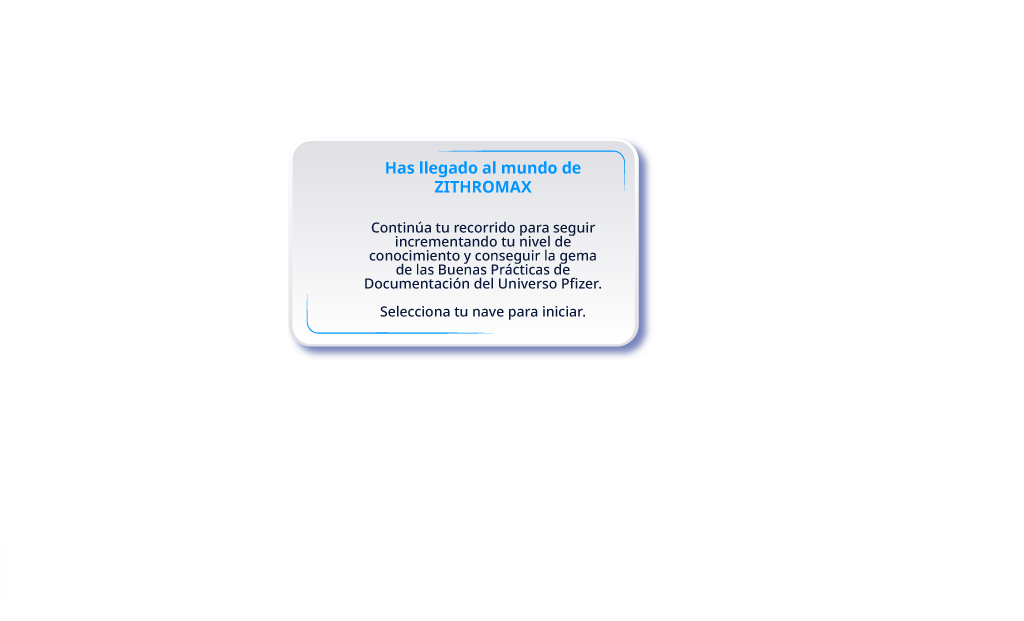 Has llegado al mundo de
ZITHROMAX
Continúa tu recorrido para seguir
incrementando tu nivel de
conocimiento y conseguir la gema
de las Buenas Prácticas de
Documentación del Universo Pfizer.
Selecciona tu nave para iniciar.